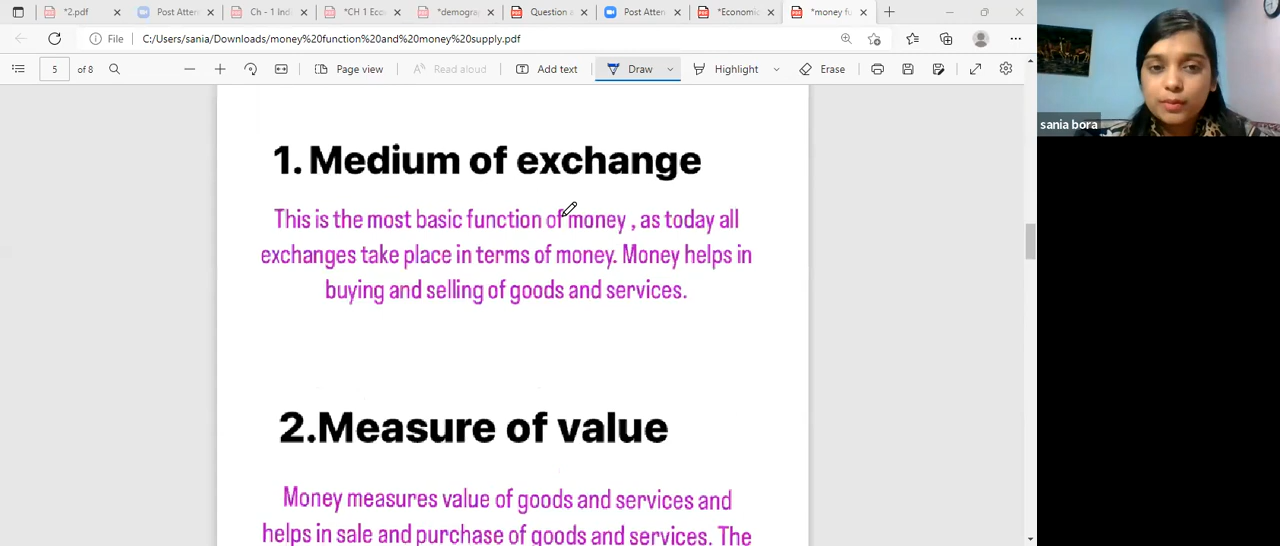 *2.pdf
Post Atten
Ch - 1 Ind
*CH 1 Eco
*demogra
Question a
Post Atten
*Economic
*money fu
File
C:/Users/sania/Downloads/money%20function%20and%20money%20supply.pdf
5 of 8
Page view
Read aloud
Add text
Draw
Highlight
Erase
sania bora
1. Medium of exchange
This is the most basic function of money , as today all
exchanges take place in terms of money. Money helps in
buying and selling of goods and services.
2.Measure of value
Money measures value of goods and services and
helps in sale and purchase of goods and services. The